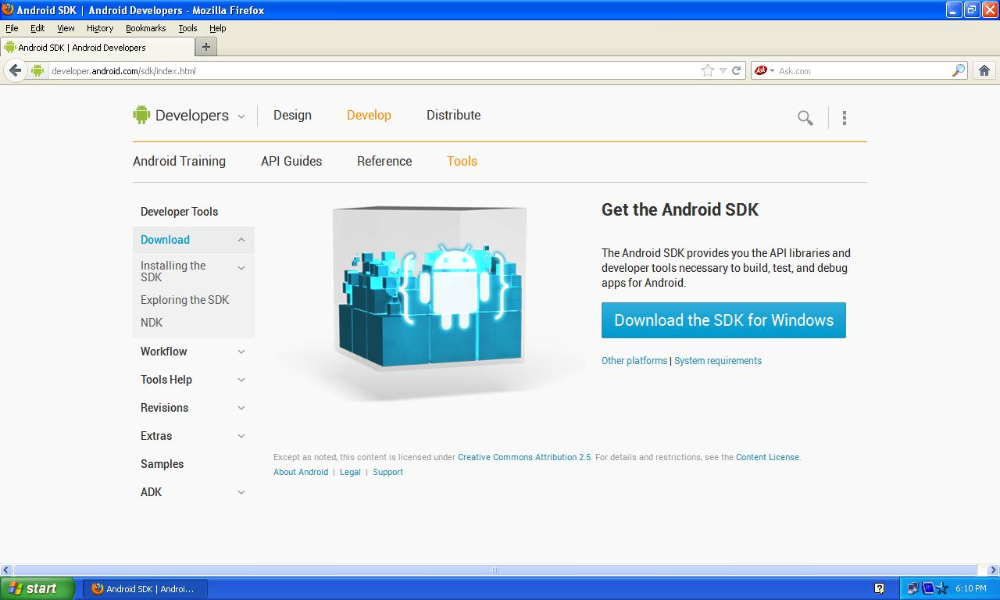 Android SDK | Android Developers - Mozilla Firefox
File Edit View History Bookmarks Tools Help
Android SDK | Android Developers
developer.android.com/sdk/index.html
Ask Ask.com
Developers
Design
Develop
Distribute
Android Training
API Guides
Reference
Tools
Developer Tools
Download
Installing the
SDK
Exploring the SDK
NDK
Workflow
Tools Help
Revisions
Extras
Samples
ADK
Get the Android SDK
The Android SDK provides you the API libraries and
developer tools necessary to build, test, and debug
apps for Android.
Download the SDK for Windows
Other platforms | System requirements
Except as noted, this content is licensed under Creative Commons Attribution 2.5. For details and restrictions, see the Content License.
About Android | Legal | Support
start
Android SDK | Androi...
6:10 PM